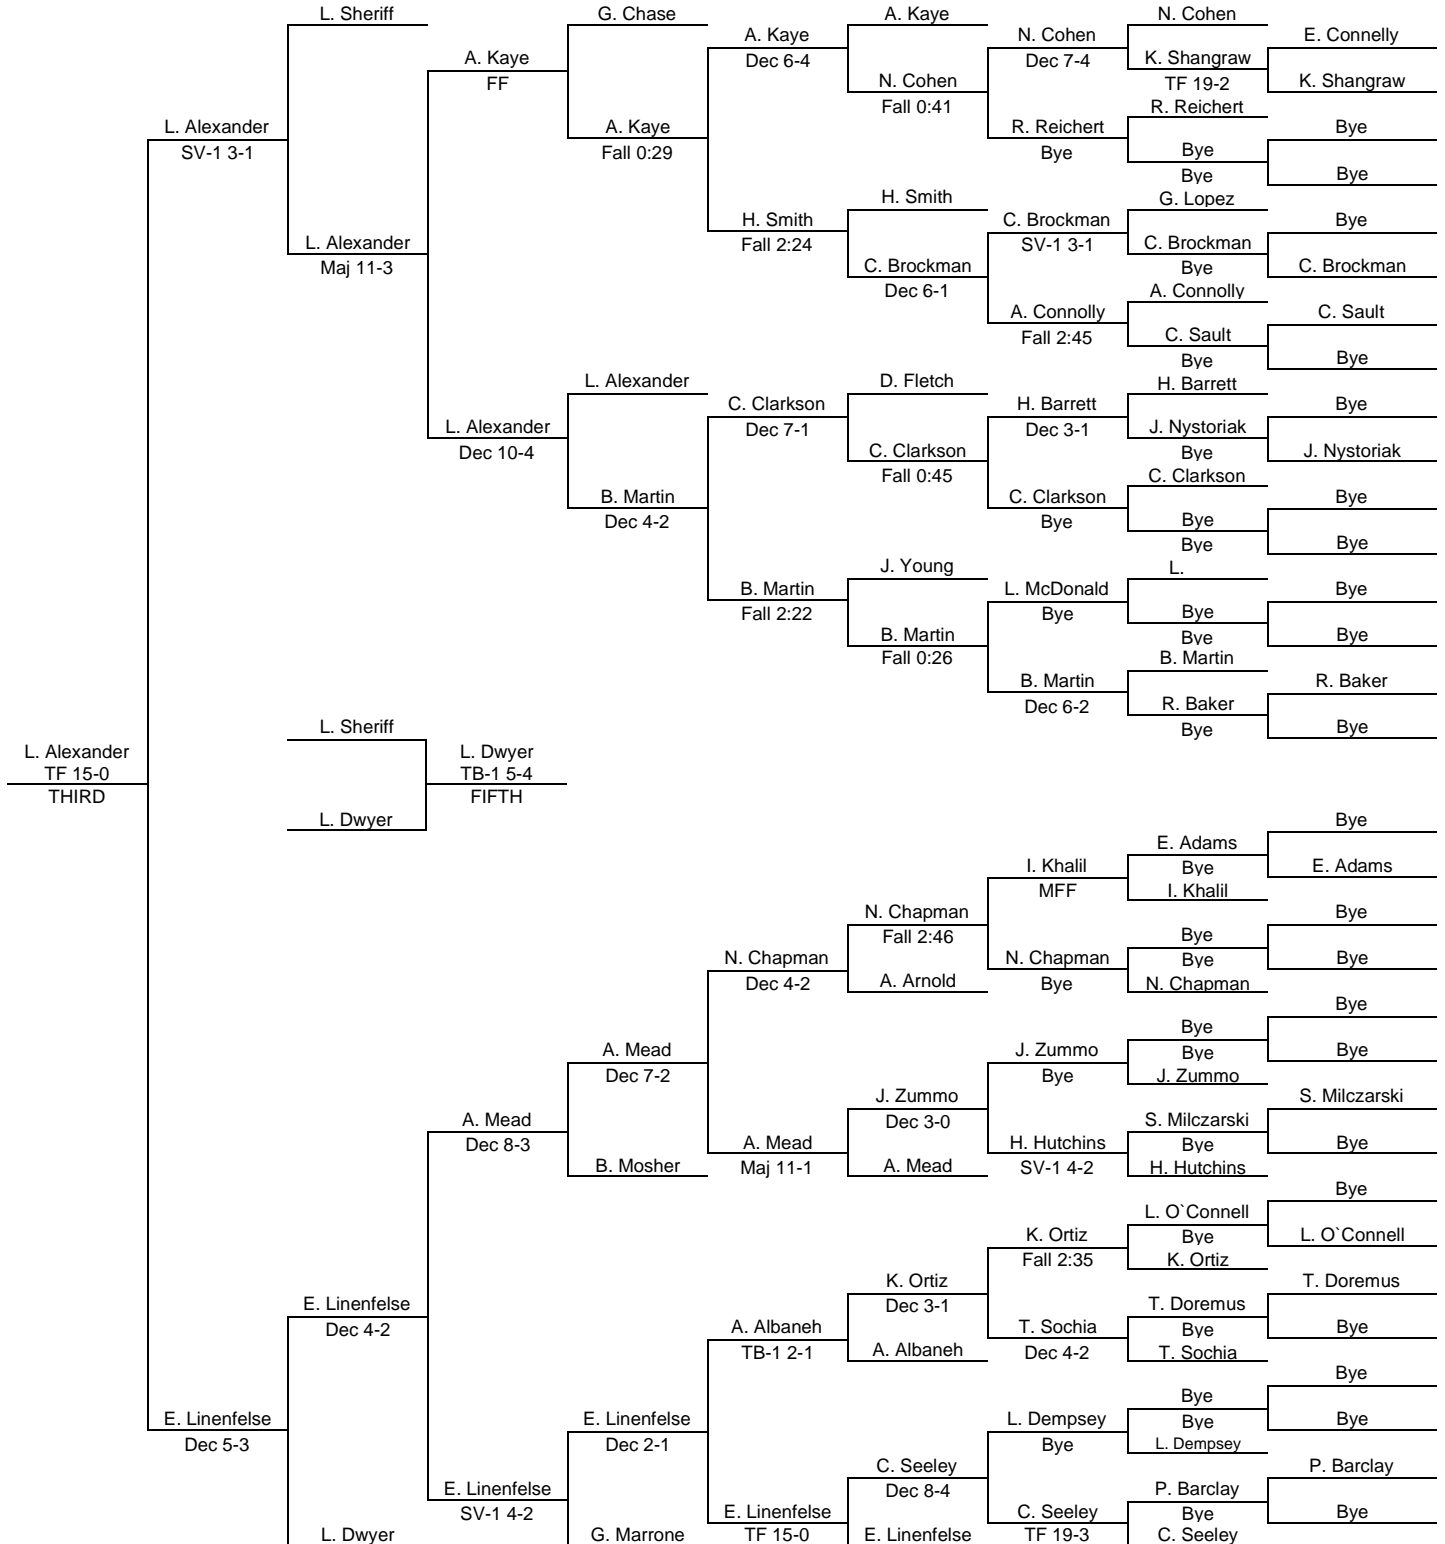 L. Sheriff
G. Chase
A. Kaye
N. Cohen
A. Kaye
Dec 6-4
N. Cohen
Dec 7-4
E. Connelly
A. Kaye
FF
K. Shangraw
TF 19-2
N. Cohen
Fall 0:41
K. Shangraw
R. Reichert
L. Alexander
SV-1 3-1
A. Kaye
Fall 0:29
R. Reichert
Bye
Bye
Bye
Bye
Bye
G. Lopez
H. Smith
H. Smith
Fall 2:24
C. Brockman
SV-1 3-1
Bye
L. Alexander
Maj 11-3
C. Brockman
Bye
C. Brockman
Dec 6-1
C. Brockman
A. Connolly
A. Connolly
Fall 2:45
C. Sault
C. Sault
Bye
Bye
L. Alexander
D. Fletch
H. Barrett
C. Clarkson
Dec 7-1
H. Barrett
Dec 3-1
Bye
L. Alexander
Dec 10-4
J. Nystoriak
Bye
C. Clarkson
Fall 0:45
J. Nystoriak
C. Clarkson
B. Martin
Dec 4-2
C. Clarkson
Bye
Bye
Bye
Bye
Bye
J. Young
L.
B. Martin
Fall 2:22
L. McDonald
Bye
Bye
Bye
Bye
B. Martin
Fall 0:26
Bye
B. Martin
B. Martin
Dec 6-2
R. Baker
R. Baker
Bye
Bye
L. Sheriff
L. Alexander
TF 15-0
THIRD
L. Dwyer
TB-1 5-4
FIFTH
L. Dwyer
Bye
E. Adams
Bye
I. Khalil
MFF
E. Adams
I. Khalil
N. Chapman
Fall 2:46
Bye
Bye
Bye
N. Chapman
Dec 4-2
N. Chapman
Bye
Bye
A. Arnold
N. Chapman
Bye
Bye
Bye
A. Mead
Dec 7-2
J. Zummo
Bye
Bye
J. Zummo
J. Zummo
Dec 3-0
S. Milczarski
A. Mead
Dec 8-3
S. Milczarski
Bye
A. Mead
Maj 11-1
H. Hutchins
SV-1 4-2
Bye
B. Mosher
A. Mead
H. Hutchins
Bye
L. O`Connell
Bye
K. Ortiz
Fall 2:35
L. O`Connell
K. Ortiz
K. Ortiz
Dec 3-1
T. Doremus
E. Linenfelse
Dec 4-2
T. Doremus
Bye
A. Albaneh
TB-1 2-1
T. Sochia
Dec 4-2
Bye
A. Albaneh
T. Sochia
Bye
Bye
Bye
E. Linenfelse
Dec 5-3
E. Linenfelse
Dec 2-1
L. Dempsey
Bye
Bye
L. Dempsey
C. Seeley
Dec 8-4
P. Barclay
E. Linenfelse
SV-1 4-2
P. Barclay
Bye
E. Linenfelse
TF 15-0
C. Seeley
TF 19-3
Bye
L. Dwyer
G. Marrone
E. Linenfelse
C. Seeley